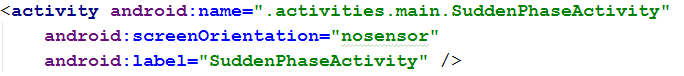 <activity android:name=".activities.main.SuddenPhaseActivity"
android:screenOrientation="nosensor"
android:label="SuddenPhaseActivity" />